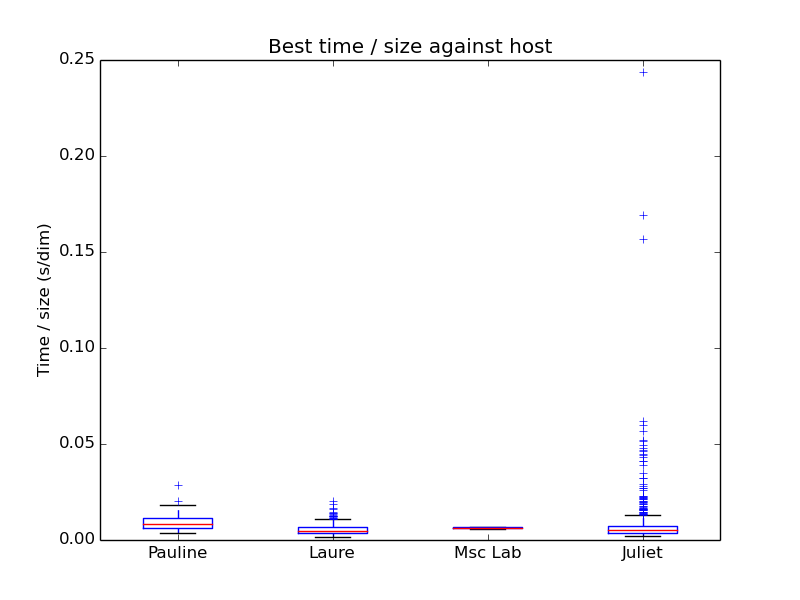 Best time / size against host
0.25
0.20
0.15
0.10
0.05
0.00
Time / size (s/dim)
Pauline Laure Msc Lab Juliet